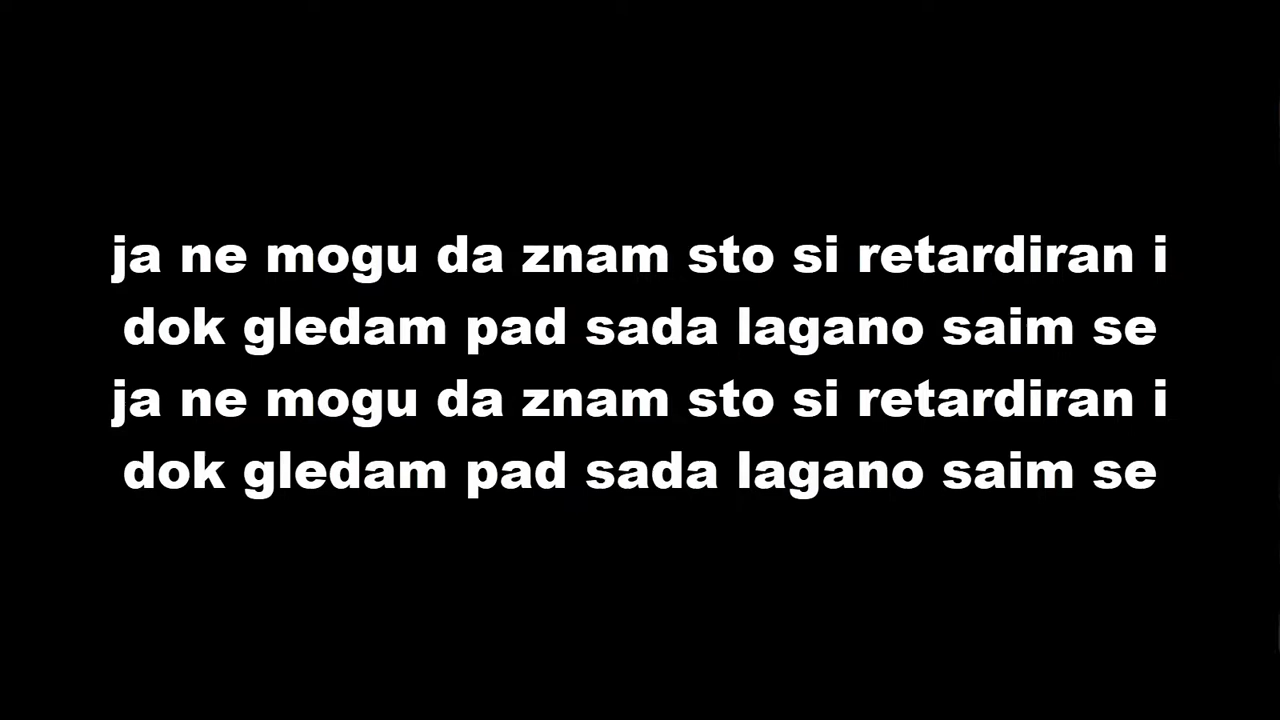 ja ne mogu da znam sto si retardiran i
dok gledam pad sada lagano saim se
ja ne mogu da znam sto si retardiran i
dok gledam pad sada lagano saim se